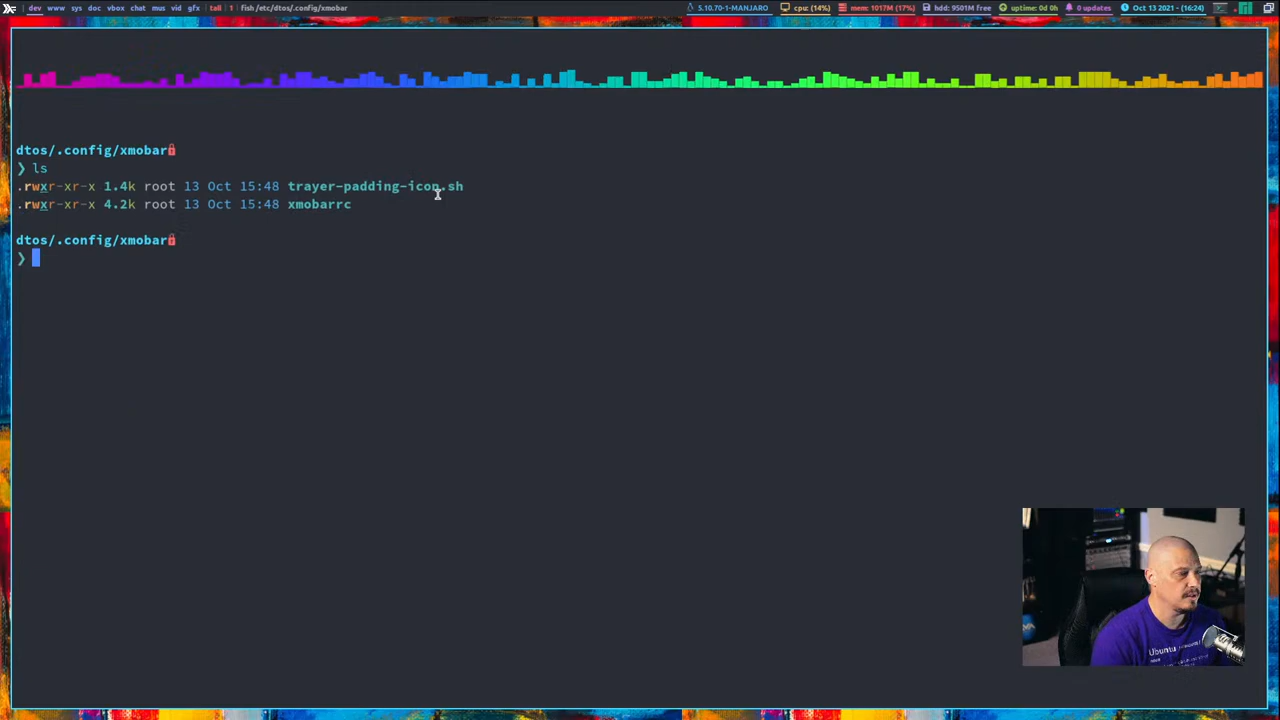 dev www sys doc vbox chat mus vid gfx | tall | 1 | fish /etc/dtos/.config/xmobar
5.10.70-1-MANJARO cpu: (14%) mem: 1017M (17%) hdd: 9501M free uptime: 0d 0h 0 updates Oct 13 2021 - (16:24)
dtos/.config/xmobar
❯ ls
.rwxr-xr-x 1.4k root 13 Oct 15:48 trayer-padding-icon.sh
.rwxr-xr-x 4.2k root 13 Oct 15:48 xmobarrc
dtos/.config/xmobar
❯
Ubuntu